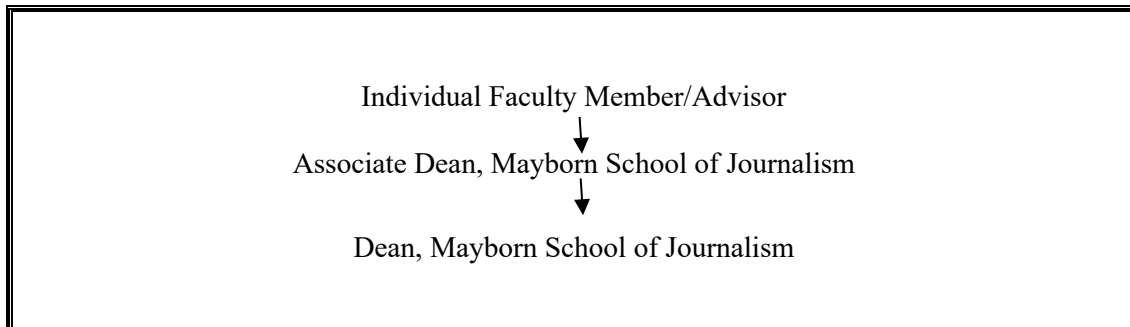 Individual Faculty Member/Advisor
Associate Dean, Mayborn School of Journalism
Dean, Mayborn School of Journalism